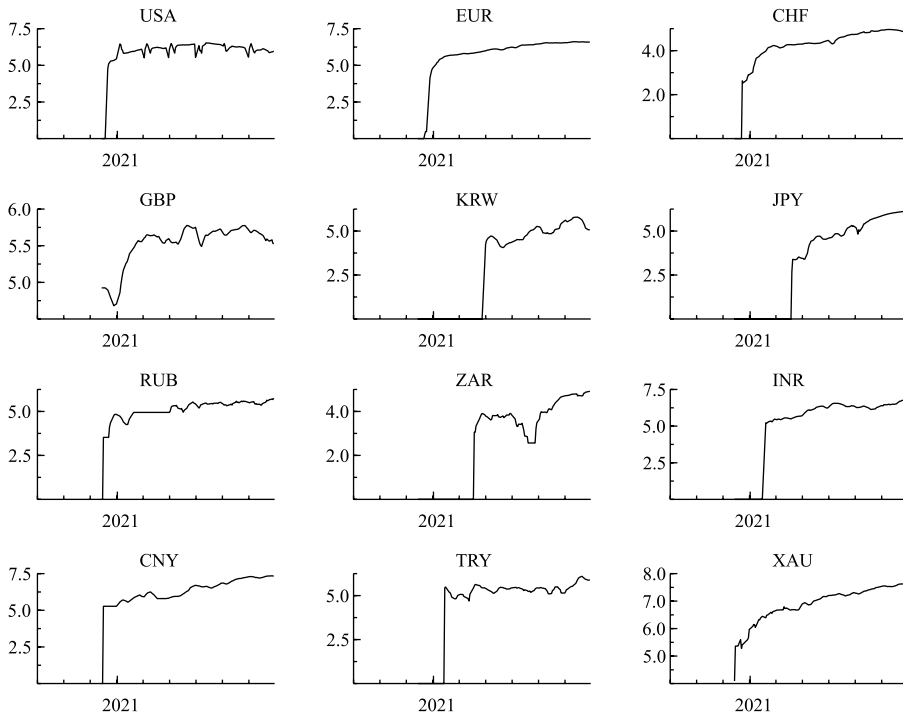 USA EUR CHF
7.5 7.5 4.0
5.0 5.0 2.0
2.5 2.5
2021 2021 2021
GBP KRW JPY
6.0 5.0 5.0
5.5 2.5 2.5
5.0
2021 2021 2021
RUB ZAR INR
5.0 4.0 7.5
2.5 2.0 5.0
2.5
2021 2021 2021
CNY TRY XAU
7.5 5.0 8.0
5.0 2.5 7.0
2.5 6.0
5.0
2021 2021 2021